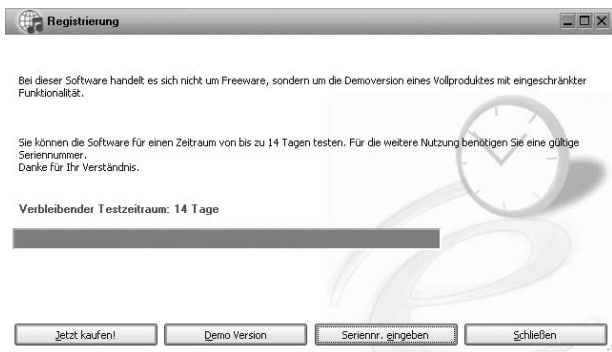 Registrierung
Bei dieser Software handelt es sich nicht um Freeware, sondern um die Demoversion eines Vollproduktes mit eingeschränkter
Funktionalität.
Sie können die Software für einen Zeitraum von bis zu 14 Tagen testen. Für die weitere Nutzung benötigen Sie eine gültige
Seriennummer.
Danke für Ihr Verständnis.
Verbleibender Testzeitraum: 14 Tage
Jetzt kaufen!
Demo Version
Seriennr. eingeben
Schließen